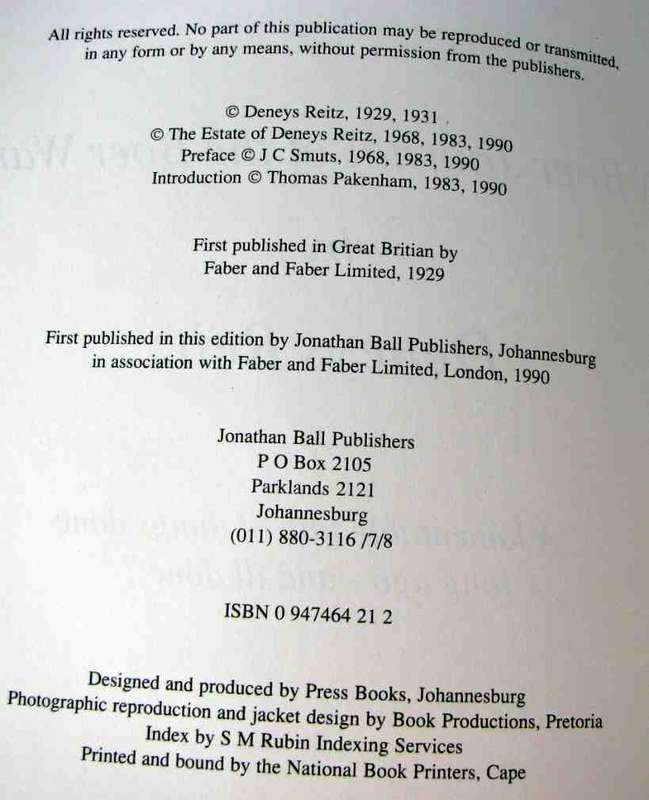 All rights reserved. No part of this publication may be reproduced or transmitted,
in any form or by any means, without permission from the publishers.
© Deneys Reitz, 1929, 1931
© The Estate of Deneys Reitz, 1968, 1983, 1990
Preface © J C Smuts, 1968, 1983, 1990
Introduction © Thomas Pakenham, 1983, 1990
First published in Great Britian by
Faber and Faber Limited, 1929
First published in this edition by Jonathan Ball Publishers, Johannesburg
in association with Faber and Faber Limited, London, 1990
Jonathan Ball Publishers
P O Box 2105
Parklands 2121
Johannesburg
(011) 880-3116 /7/8
ISBN 0 947464 21 2
Designed and produced by Press Books, Johannesburg
Photographic reproduction and jacket design by Book Productions, Pretoria
Index by S M Rubin Indexing Services
Printed and bound by the National Book Printers, Cape